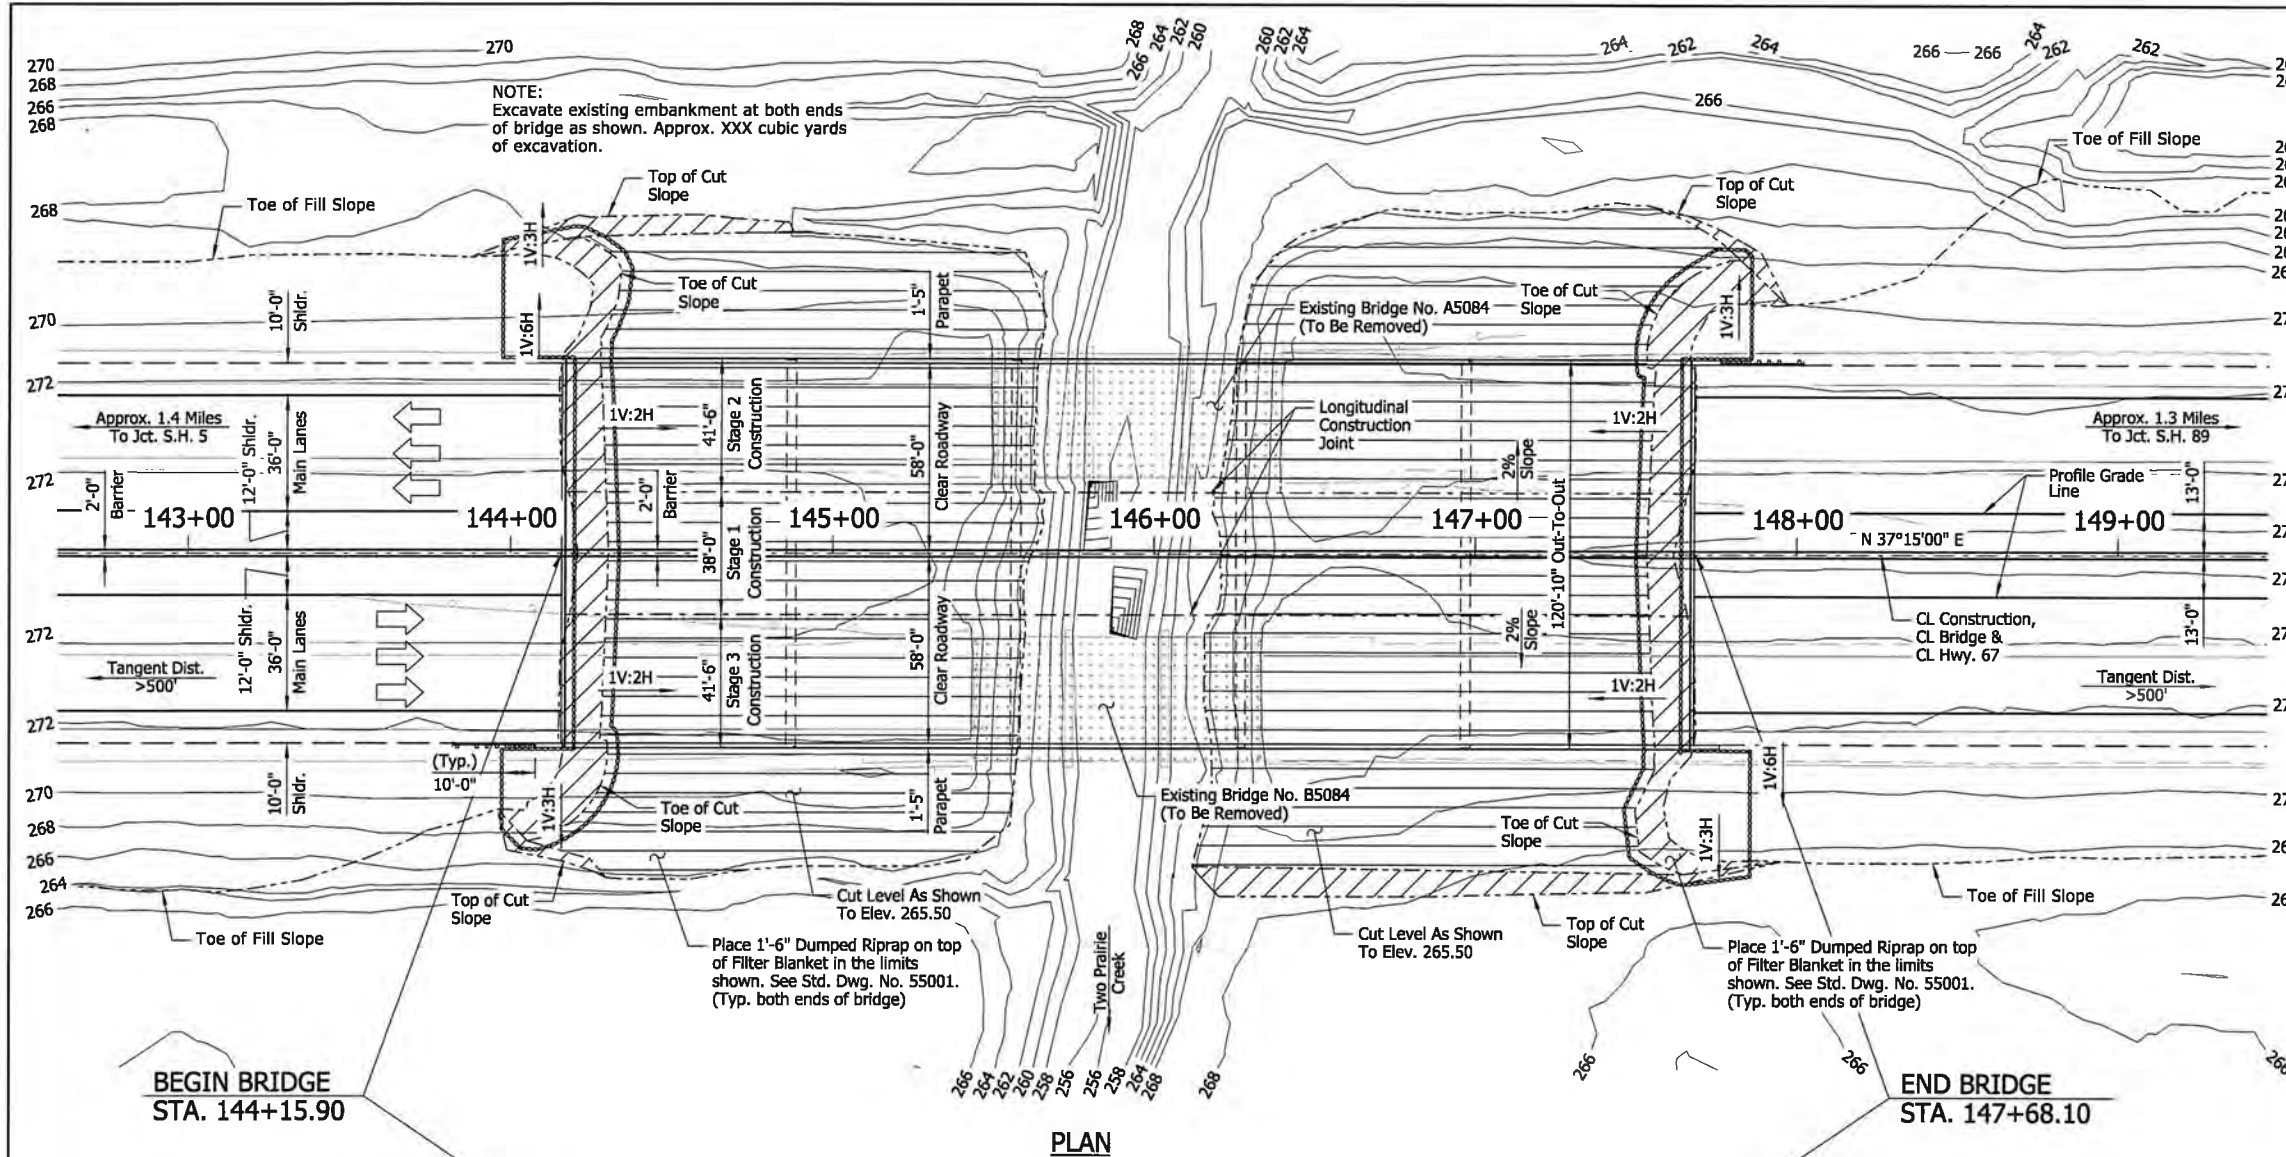 270
270
268
266
268
268
270
272
272
272
272
270
268
266
264
266
268
266
264
262
260
260
262
264
264
262
264
266
266
264
262
262
266
NOTE:
Excavate existing embankment at both ends
of bridge as shown. Approx. XXX cubic yards
of excavation.
Top of Cut
Slope
Toe of Fill Slope
Toe of Fill Slope
Top of Cut
Slope
1V:3H
1V:6H
10'-0"
Shldr.
Toe of Cut
Slope
1'-5"
Parapet
Existing Bridge No. A5084
(To Be Removed)
Toe of Cut
Slope
1V:3H
Approx. 1.4 Miles
To Jct. S.H. 5
12'-0" Shldr.
36'-0"
Main Lanes
1V:2H
41'-6"
Stage 2
Construction
58'-0"
Clear Roadway
Longitudinal
Construction
Joint
2%
Slope
1V:2H
Approx. 1.3 Miles
To Jct. S.H. 89
2'-0"
Barrier
2'-0"
Barrier
Profile Grade
Line
13'-0"
143+00
144+00
145+00
146+00
147+00
148+00
149+00
38'-0"
Stage 1
Construction
120'-10" Out-To-Out
N 37°15'00" E
12'-0" Shldr.
36'-0"
Main Lanes
58'-0"
Clear Roadway
2%
Slope
CL Construction,
CL Bridge &
CL Hwy. 67
13'-0"
Tangent Dist.
>500'
1V:2H
41'-6"
Stage 3
Construction
1V:2H
Tangent Dist.
>500'
(Typ.)
10'-0"
10'-0"
Shldr.
1V:3H
Toe of Cut
Slope
1'-5"
Parapet
Existing Bridge No. B5084
(To Be Removed)
Toe of Cut
Slope
1V:3H
1V:6H
Top of Cut
Slope
Cut Level As Shown
To Elev. 265.50
Toe of Fill Slope
Toe of Fill Slope
Top of Cut
Slope
Cut Level As Shown
To Elev. 265.50
Place 1'-6" Dumped Riprap on top
of Filter Blanket in the limits
shown. See Std. Dwg. No. 55001.
(Typ. both ends of bridge)
Two Prairie
Creek
Place 1'-6" Dumped Riprap on top
of Filter Blanket in the limits
shown. See Std. Dwg. No. 55001.
(Typ. both ends of bridge)
266
264
262
260
258
256
256
258
264
268
268
266
266
BEGIN BRIDGE
STA. 144+15.90
END BRIDGE
STA. 147+68.10
PLAN